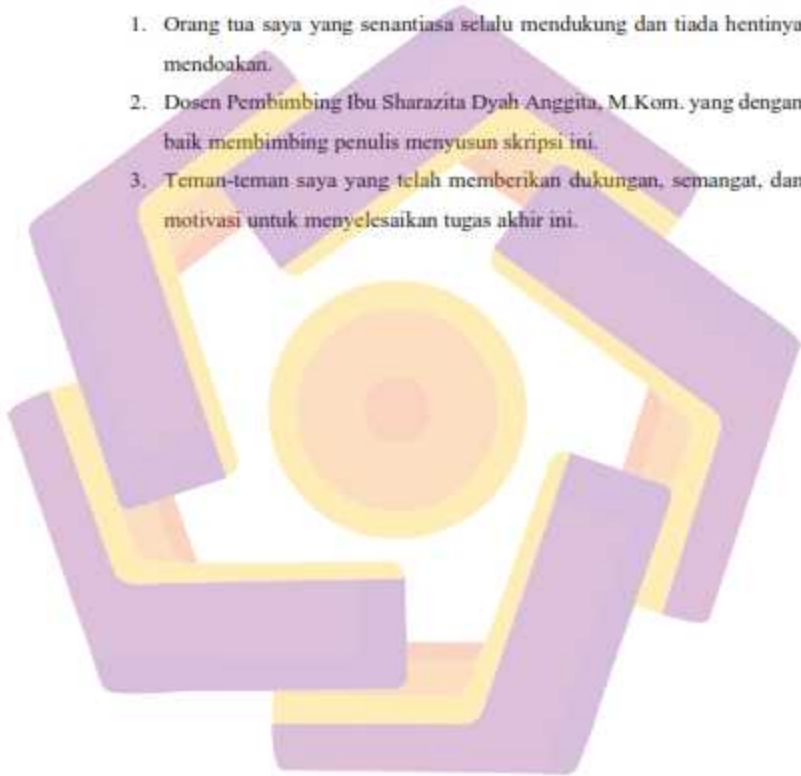 1. Orang tua saya yang senantiasa selalu mendukung dan tiada hentinya
mendoakan.
2. Dosen Pembimbing Ibu Sharazita Dyah Anggita, M.Kom. yang dengan
baik membimbing penulis menyusun skripsi ini.
3. Teman-teman saya yang telah memberikan dukungan, semangat, dan
motivasi untuk menyelesaikan tugas akhir ini.